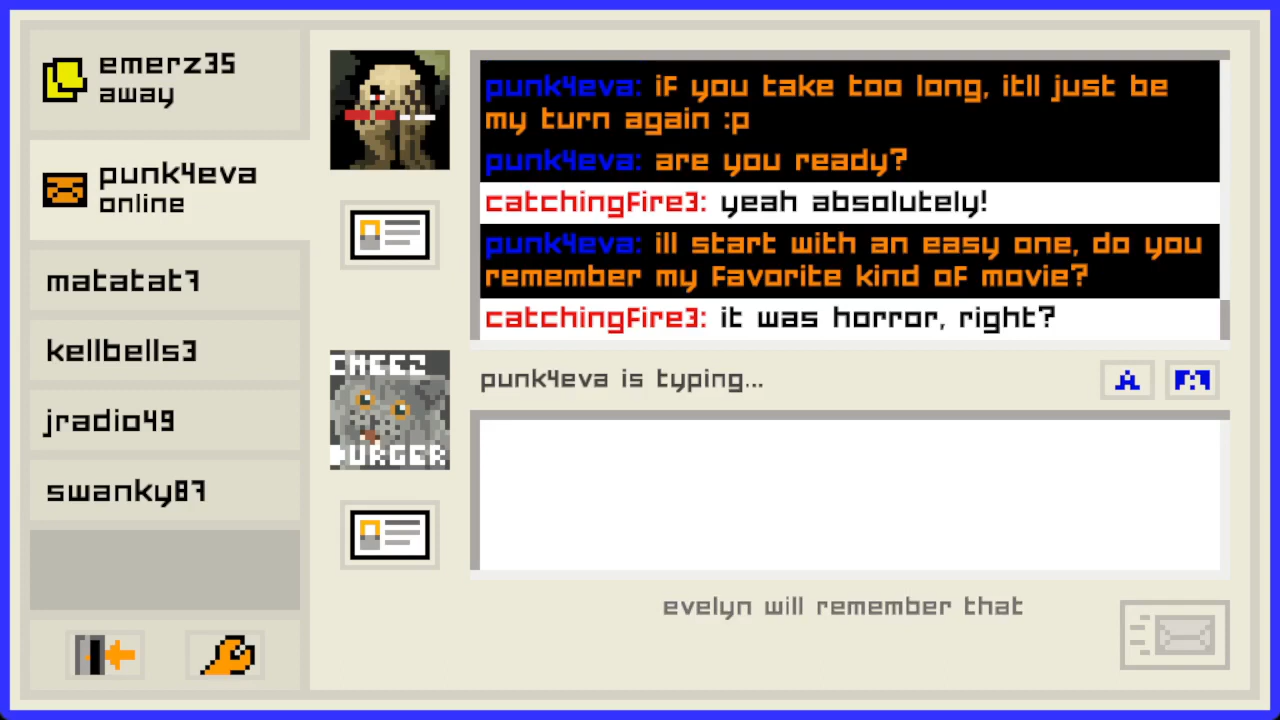 emerz35
away
punk4eva
online
matatat7
kellbells3
jradio49
swanky87
punk4eva: if you take too long, itll just be
my turn again :p
punk4eva: are you ready?
catchingfire3: yeah absolutely!
punk4eva: ill start with an easy one, do you
remember my favorite kind of movie?
catchingfire3: it was horror, right?
CHEEZ
BURGER
punk4eva is typing...
A
evelyn will remember that